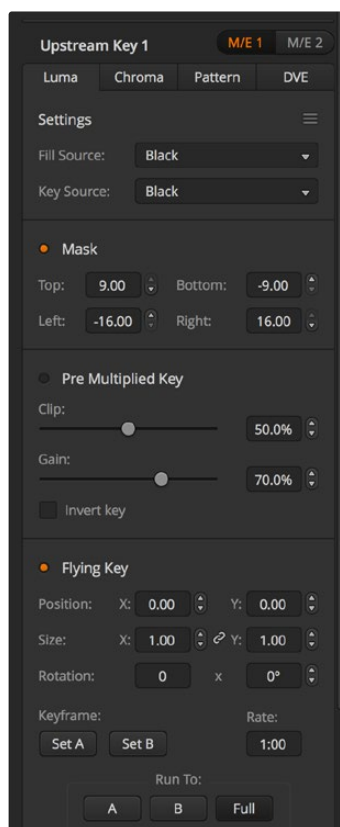 Upstream Key 1 M/E 1 M/E 2
Luma Chroma Pattern DVE
Settings
Fill Source: Black
Key Source: Black
Mask
Top: 9.00 Bottom: -9.00
Left: -16.00 Right: 16.00
Pre Multiplied Key
Clip:
50.0%
Gain:
70.0%
Invert key
Flying Key
Position: X: 0.00 Y: 0.00
Size: X: 1.00 Y: 1.00
Rotation: 0 x 0°
Keyframe: Rate:
Set A Set B 1:00
Run To:
A B Full